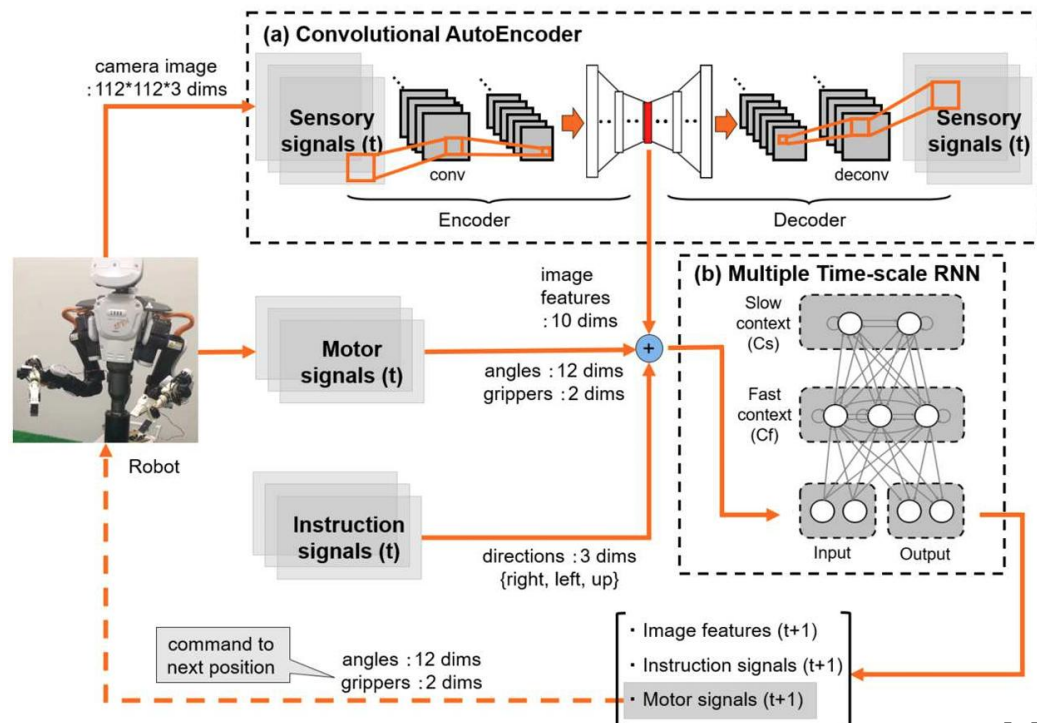 (a) Convolutional AutoEncoder
camera image
: 112*112*3 dims
Sensory
signals (t)
conv
Encoder
Sensory
signals (t)
deconv
Decoder
image
features
: 10 dims
Motor
signals (t)
+
angles : 12 dims
grippers : 2 dims
Robot
Instruction
signals (t)
directions : 3 dims
{right, left, up}
(b) Multiple Time-scale RNN
Slow
context
(Cs)
Fast
context
(Cf)
Input
Output
command to
next position
angles : 12 dims
grippers : 2 dims
· Image features (t+1)
· Instruction signals (t+1)
· Motor signals (t+1)